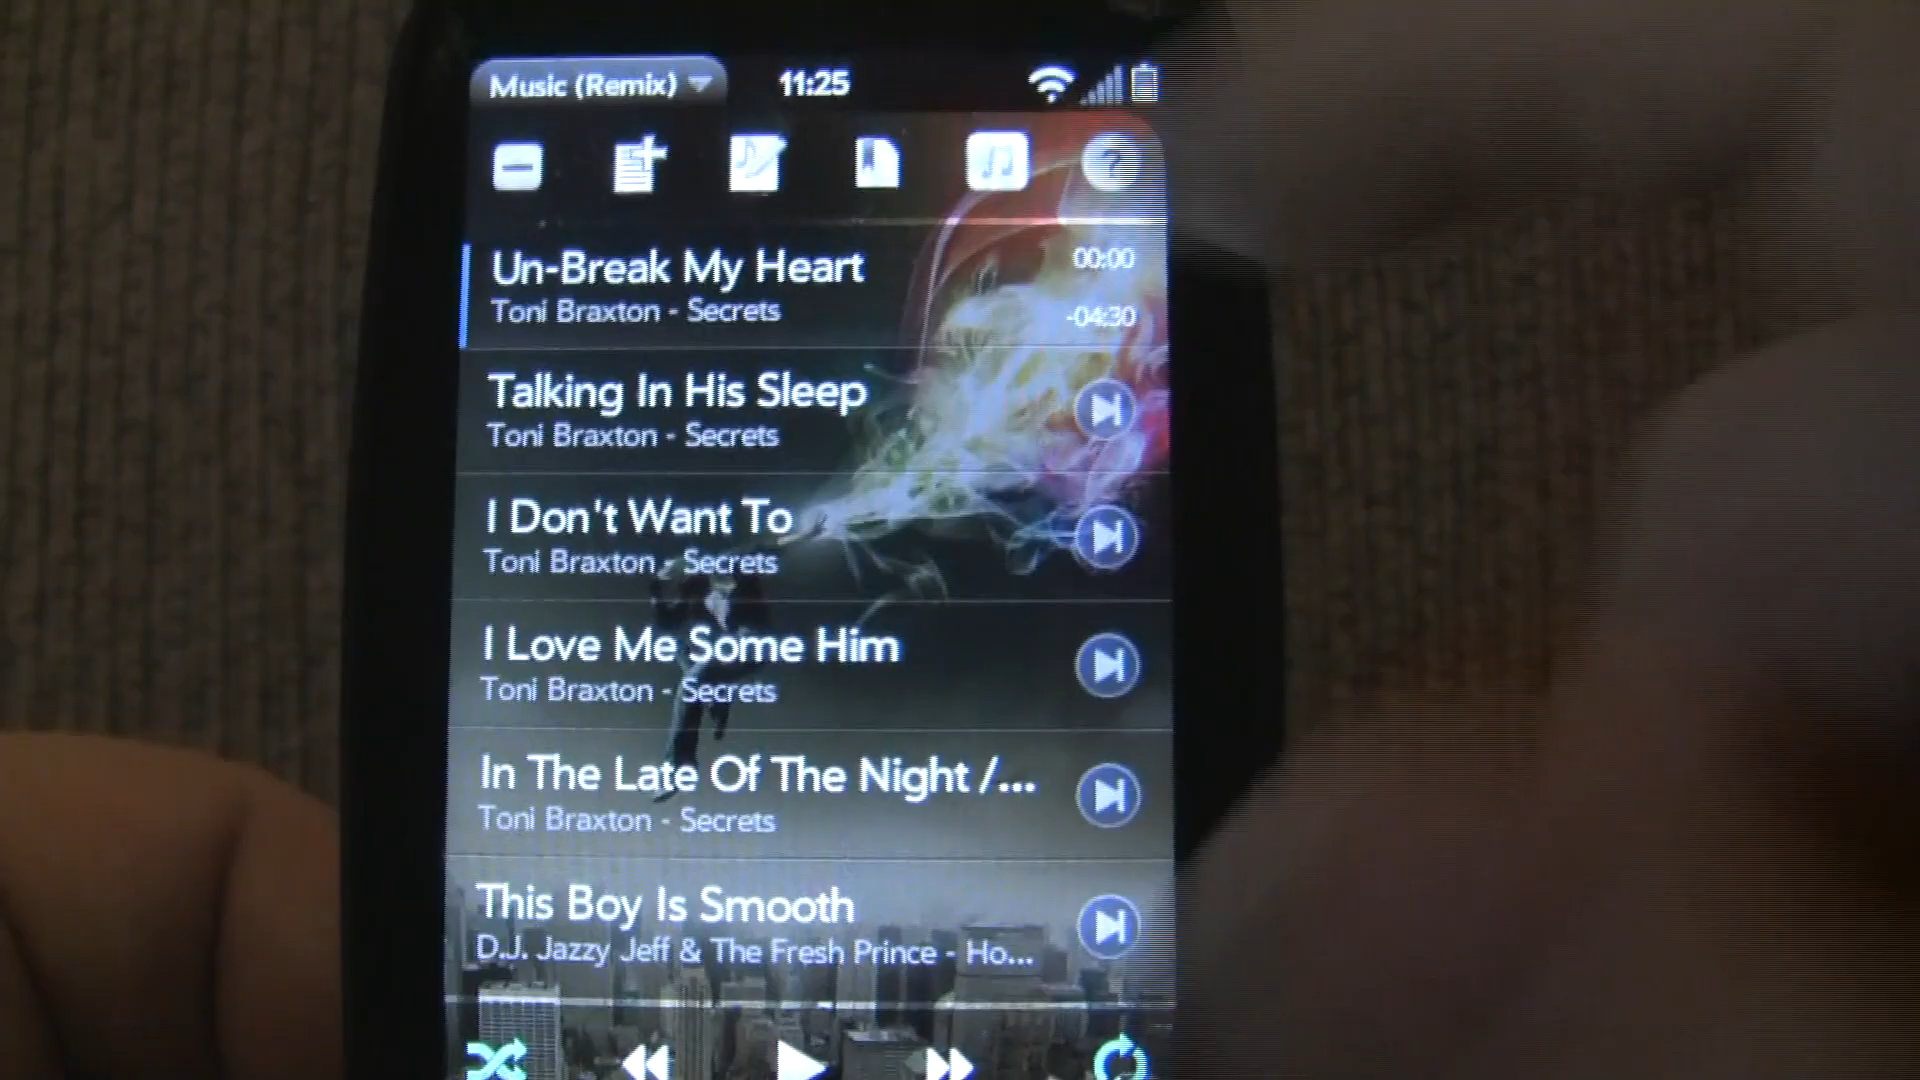 Music (Remix) 11:25
?
Un-Break My Heart 00:00
Toni Braxton - Secrets -04:30
Talking In His Sleep
Toni Braxton - Secrets
I Don't Want To
Toni Braxton - Secrets
I Love Me Some Him
Toni Braxton - Secrets
In The Late Of The Night /...
Toni Braxton - Secrets
This Boy Is Smooth
D.J. Jazzy Jeff & The Fresh Prince - Ho...